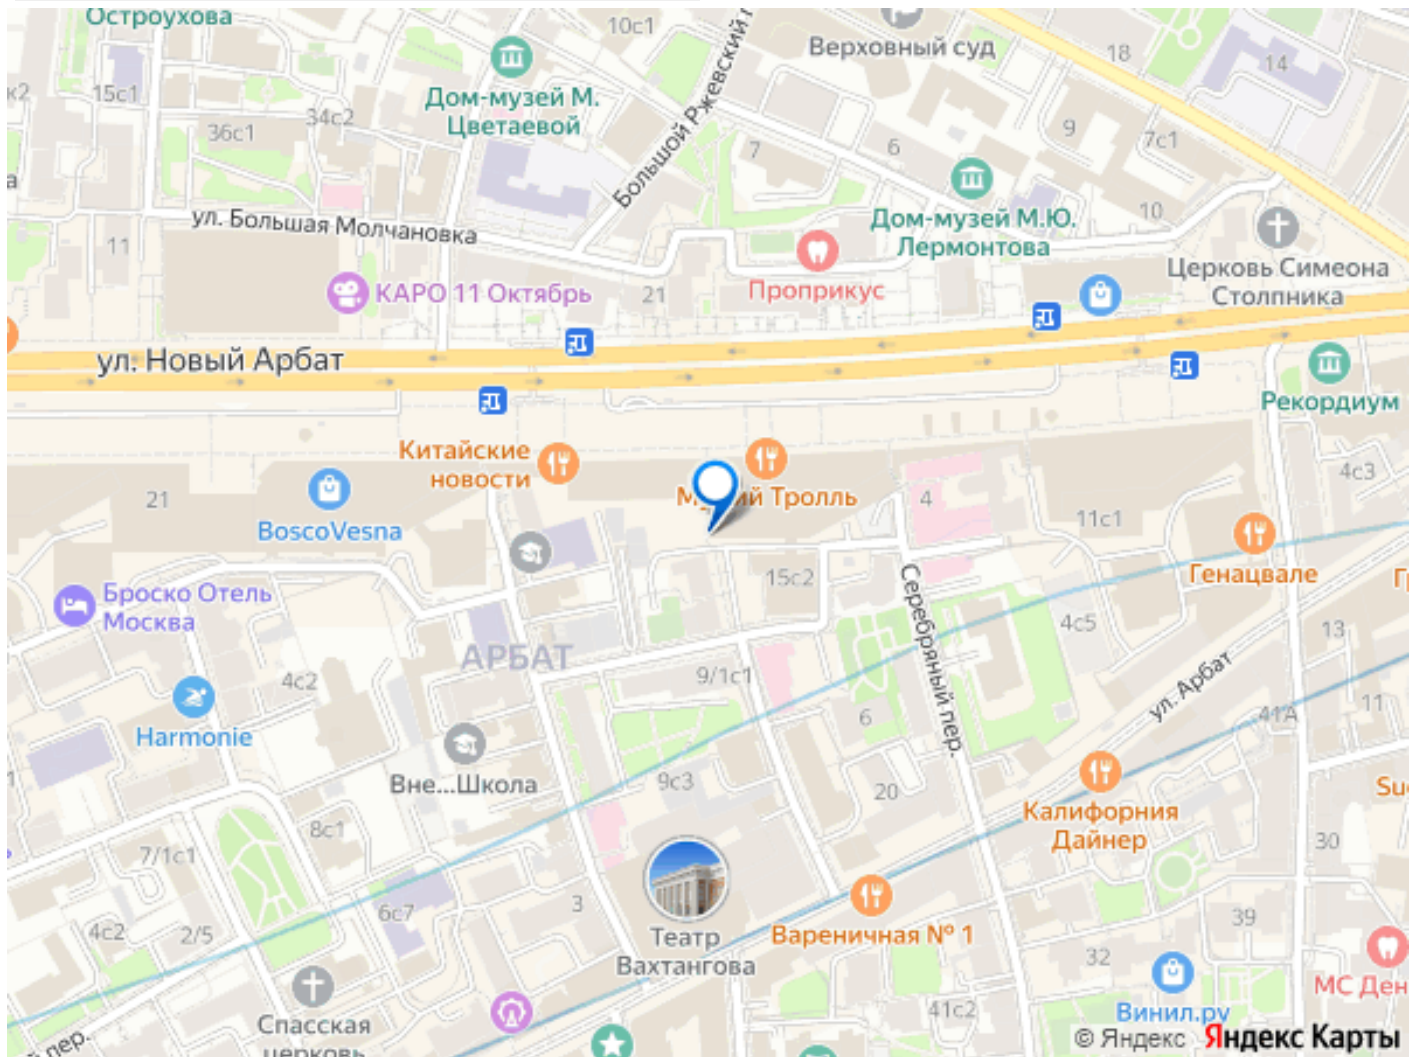 Остроухова
10с1
Верховный суд
18
14
к2
15с1
34с2
36с1
Дом-музей М.
Цветаевой
Большой Ржевский
9
7с1
6
7
Дом-музей М.Ю.
Лермонтова
10
а
ул. Большая Молчановка
11
Проприкус
Церковь Симеона
Столпника
КАРО 11 Октябрь
21
ул. Новый Арбат
Рекордиум
Китайские
новости
4с3
21
BoscoVesna
4
11с1
Генацвале
Гр
15с2
Броско Отель
Москва
Серебряный пер.
4с5
13
АРБАТ
4с2
9/1с1
ул. Арбат
11
41А
Harmonie
6
Вне...Школа
9с3
20
Su
Калифорния
Дайнер
8с1
7/1с1
30
6с7
3
4с2
2/5
Театр
Вахтангова
Вареничная № 1
39
32
МС Ден
41с2
Винил.ру
Спасская
церковь
пер.
© Яндекс Яндекс Карты